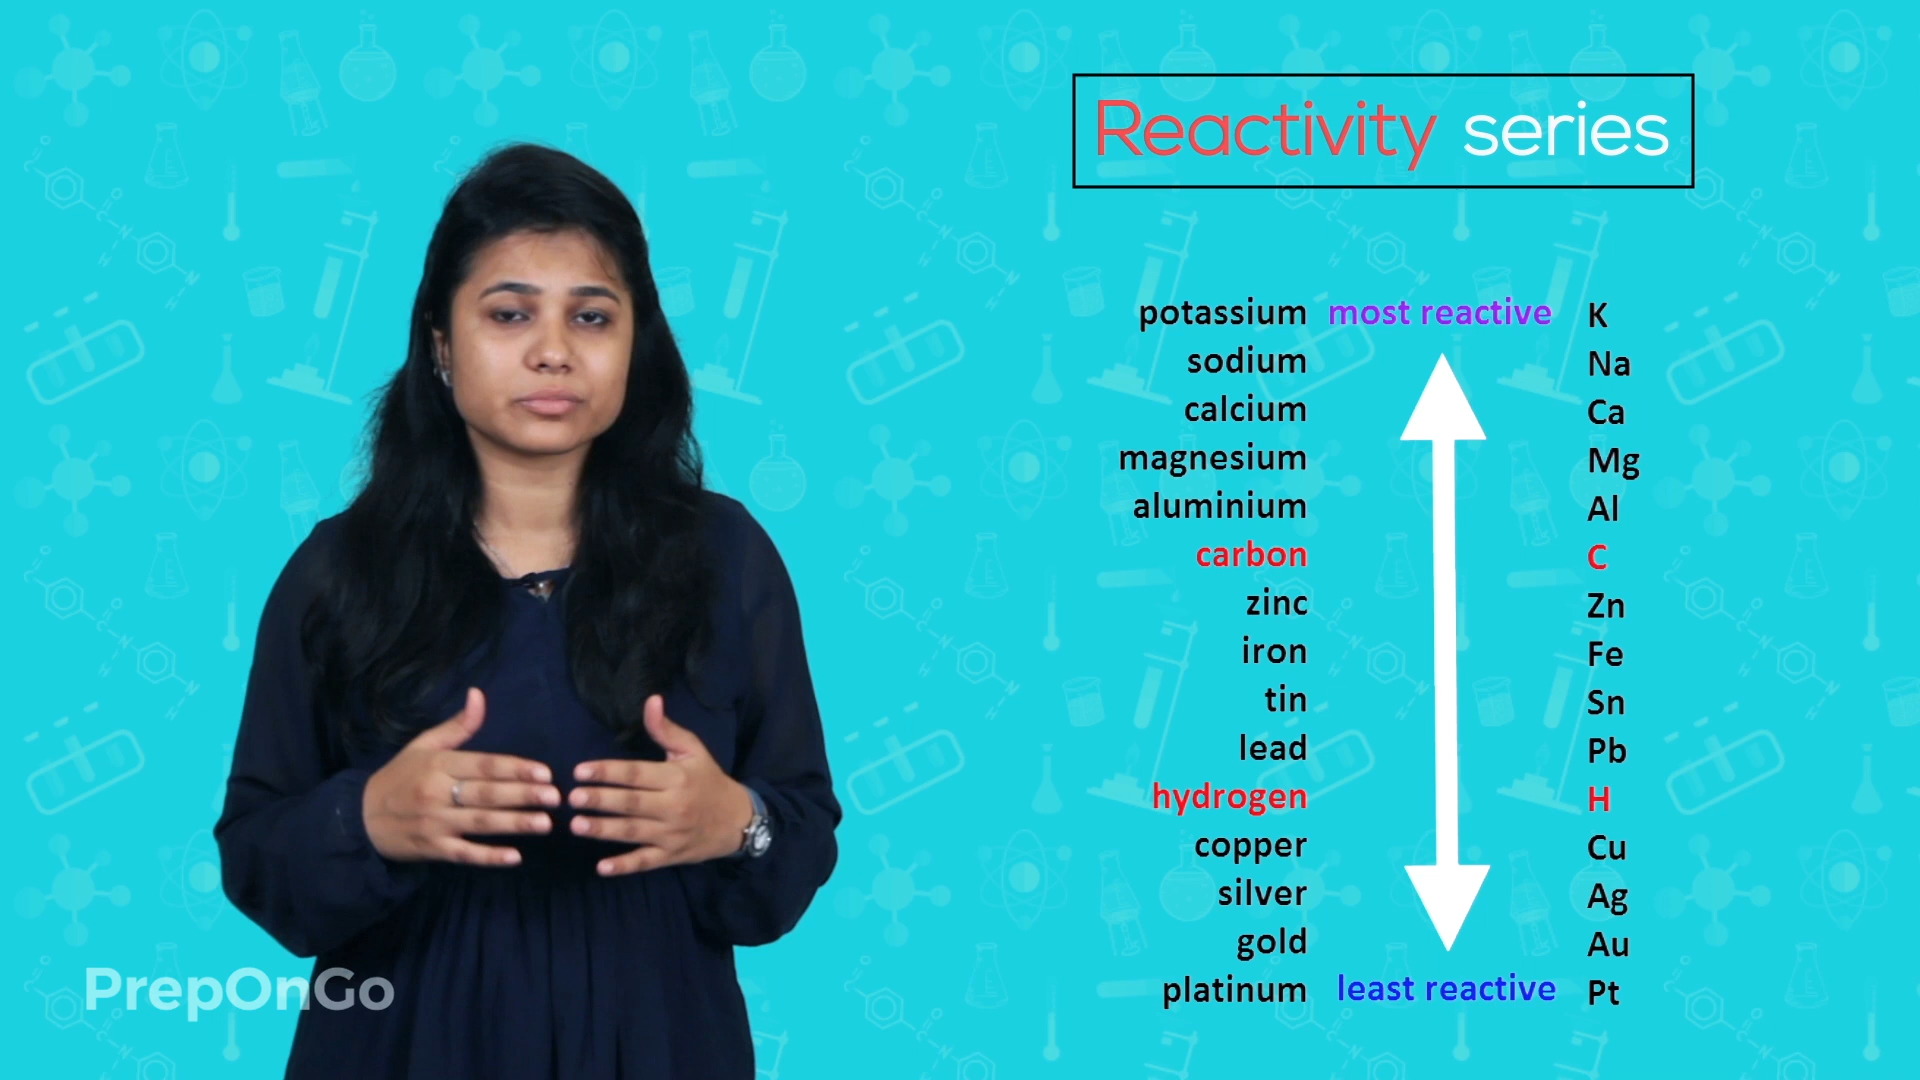 Reactivity series
potassium most reactive K
sodium Na
calcium Ca
magnesium Mg
aluminium Al
carbon C
zinc Zn
iron Fe
tin Sn
lead Pb
hydrogen H
copper Cu
silver Ag
gold Au
platinum least reactive Pt
PrepOnGo